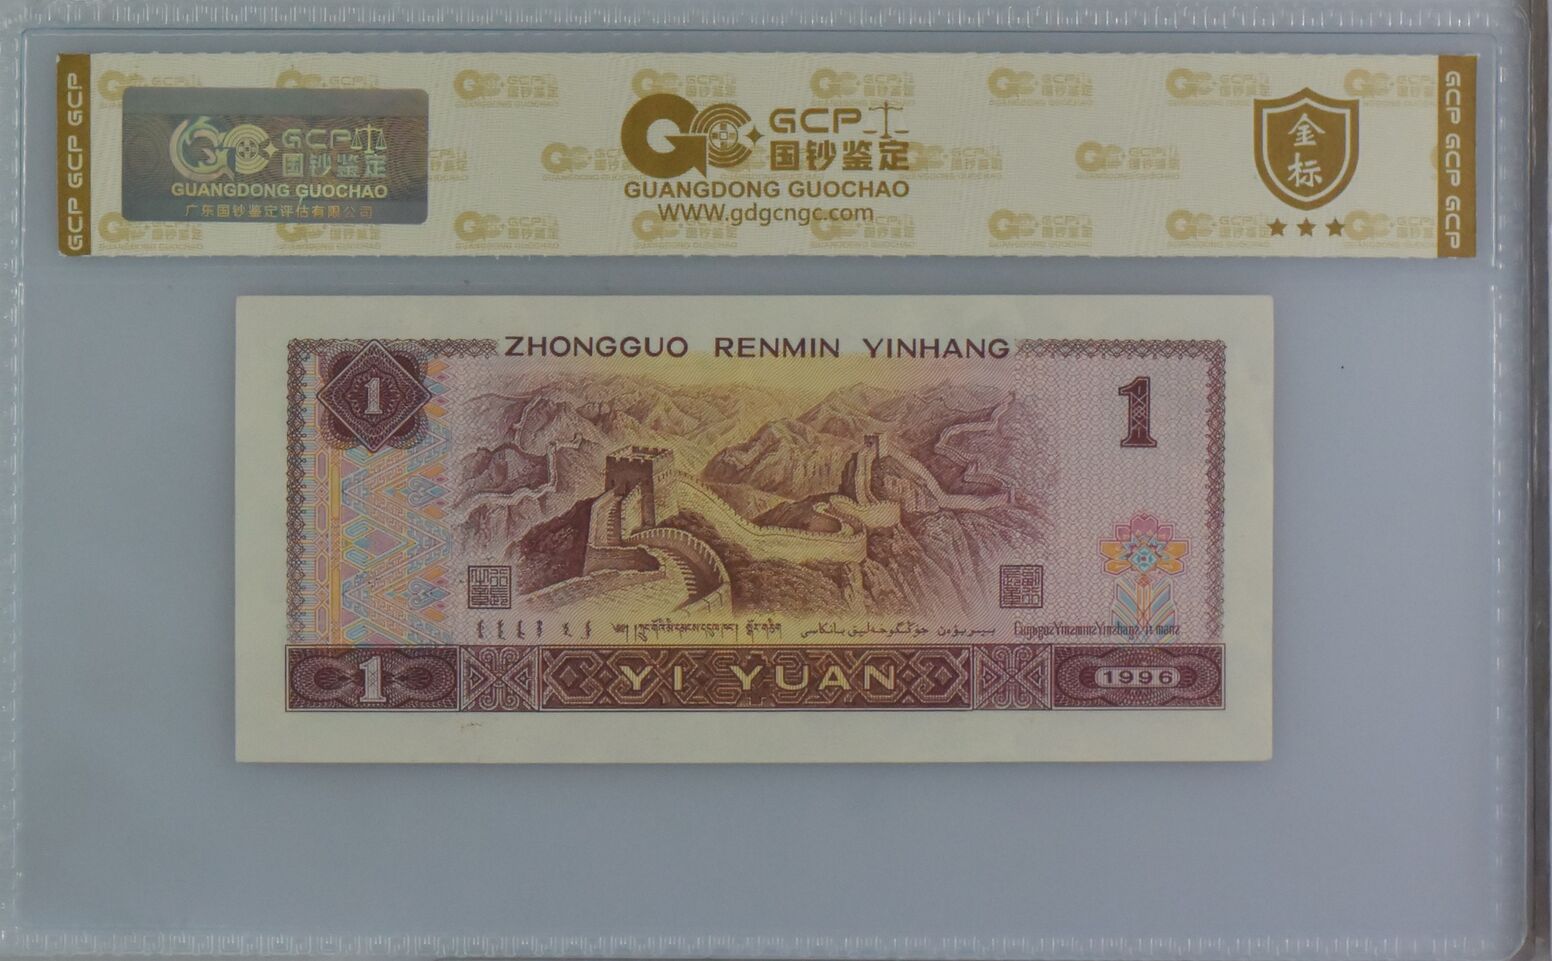 GCP GCP GCP
GCP
国钞鉴定
GUANGDONG GUOCHAO
广东国钞鉴定评估有限公司
GCP
国钞鉴定
GUANGDONG GUOCHAO
WWW.gdgcngc.com
金标
GCP GCP GCP
ZHONGGUO RENMIN YINHANG
1
1
1
YI YUAN
1996